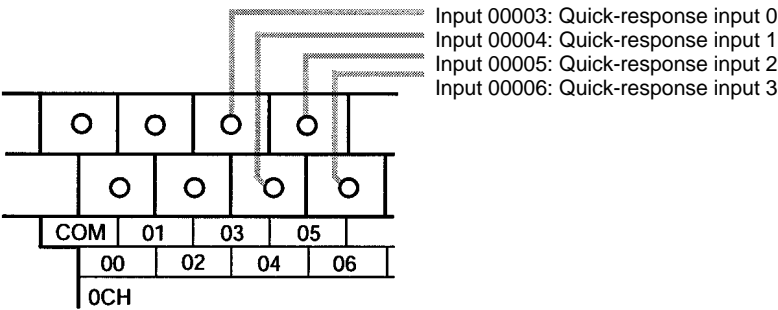 Input 00003: Quick-response input 0
Input 00004: Quick-response input 1
Input 00005: Quick-response input 2
Input 00006: Quick-response input 3
COM 01 03 05
00 02 04 06
0CH